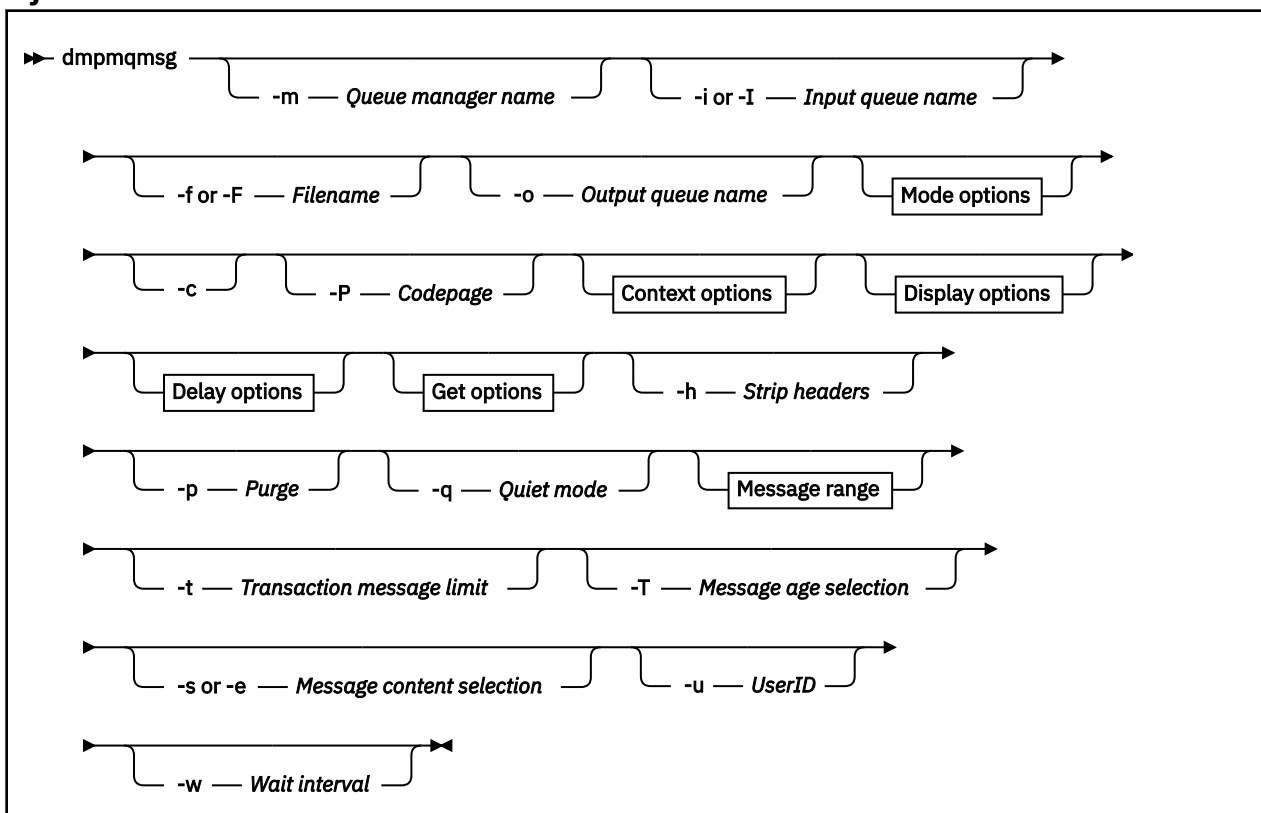 dmpmqmsg
-m Queue manager name -i or -I Input queue name
-f or -F Filename -o Output queue name Mode options
-c -P Codepage Context options Display options
Delay options Get options -h Strip headers
-p Purge -q Quiet mode Message range
-t Transaction message limit -T Message age selection
-s or -e Message content selection -u UserID
-w Wait interval